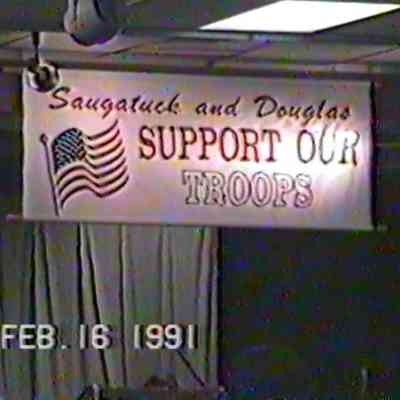 Saugatuck and Douglas
SUPPORT OUR
TROOPS
FEB. 16 1991